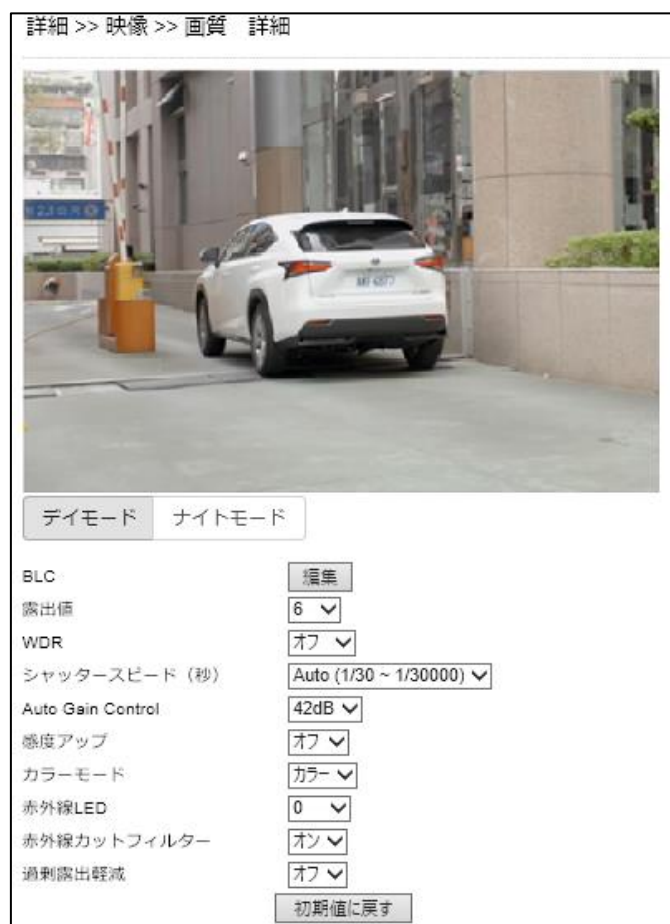 詳細 >> 映像 >> 画質 詳細
デイモード ナイトモード
BLC 編集
露出値 6
WDR オフ
シャッタースピード（秒） Auto (1/30 ~ 1/30000)
Auto Gain Control 42dB
感度アップ オフ
カラーモード カラー
赤外線LED 0
赤外線カットフィルター オン
過剰露出軽減 オフ
初期値に戻す